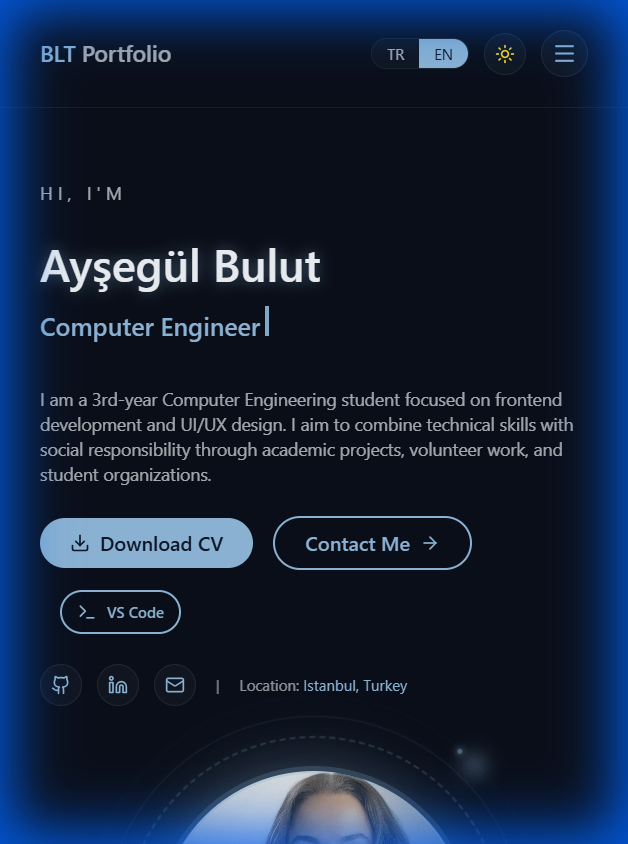 BLT Portfolio
TR EN
HI, I'M
Ayşegül Bulut
Computer Engineer
I am a 3rd-year Computer Engineering student focused on frontend
development and UI/UX design. I aim to combine technical skills with
social responsibility through academic projects, volunteer work, and
student organizations.
Download CV
Contact Me
VS Code
| Location: Istanbul, Turkey